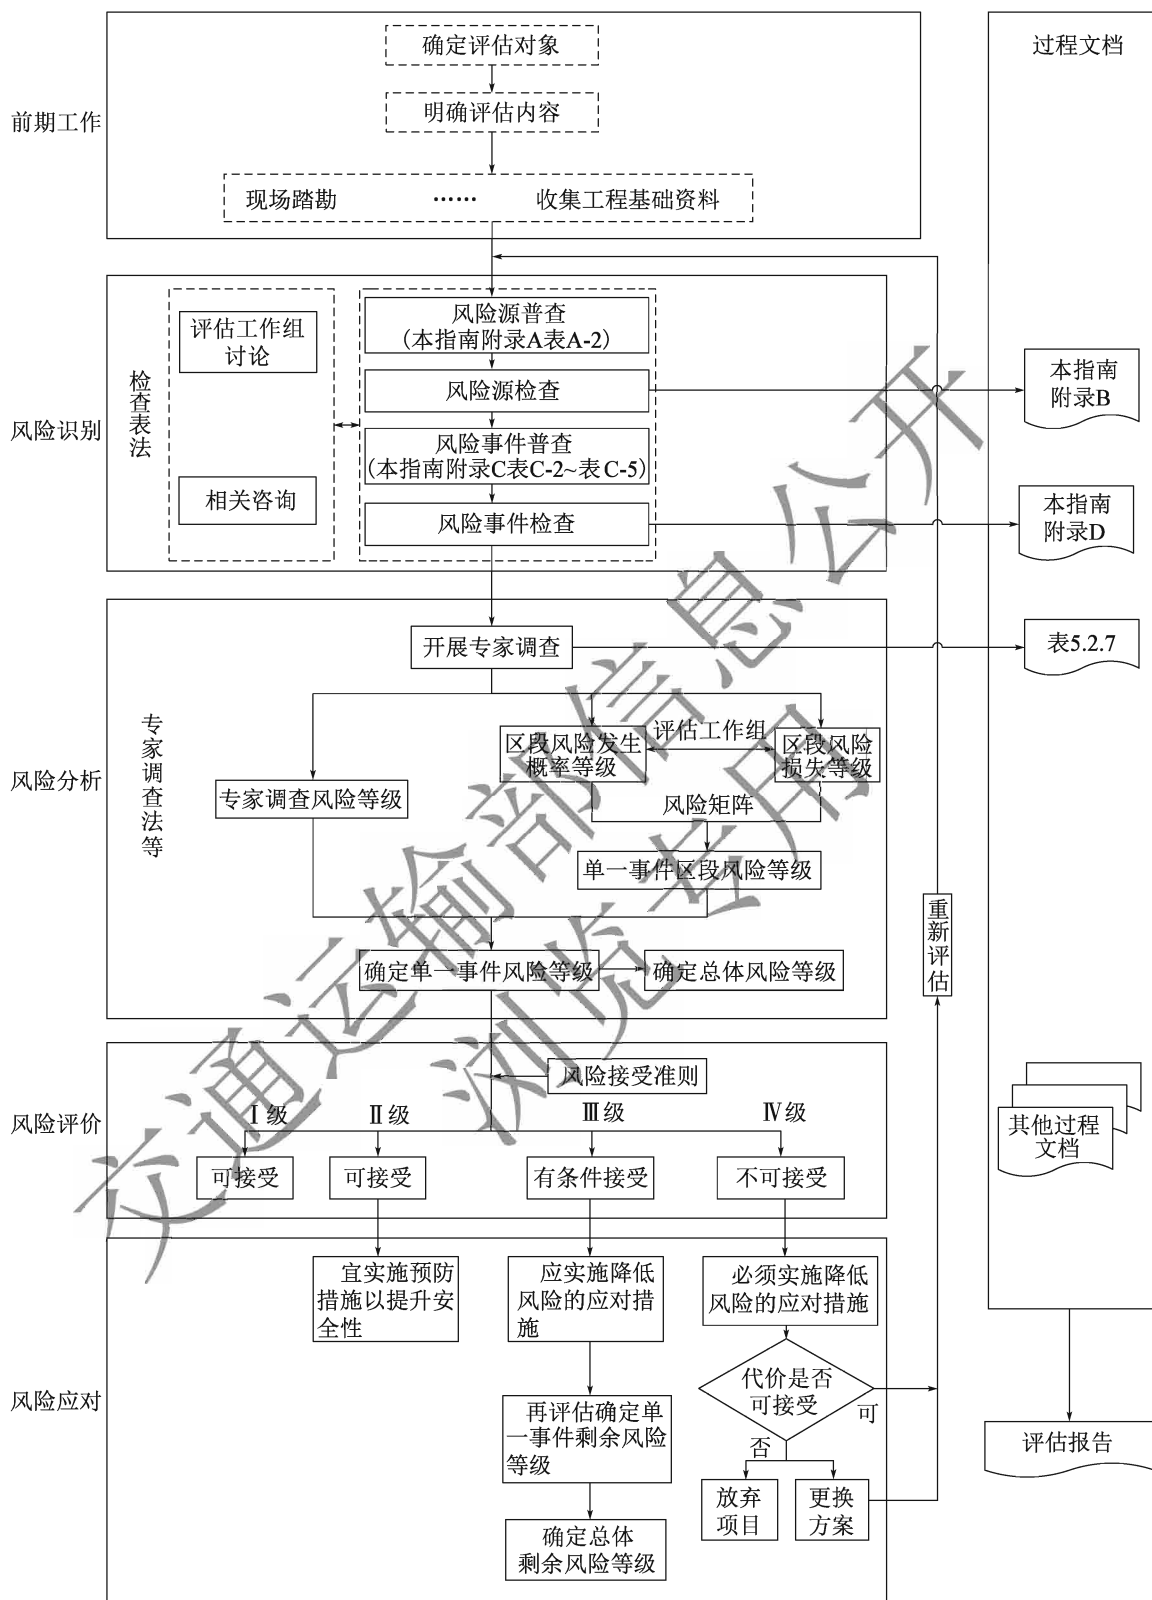 确定评估对象
过程文档
明确评估内容
前期工作
现场踏勘 …… 收集工程基础资料
风险源普查
(本指南附录A表A-2)
评估工作组
讨论
检查表法
风险源检查
本指南
附录B
风险识别
风险事件普查
(本指南附录C表C-2~表C-5)
相关咨询
风险事件检查
本指南
附录D
开展专家调查
表5.2.7
专家调查法等
区段风险发生
概率等级
评估工作组
区段风险
损失等级
风险分析
专家调查风险等级
风险矩阵
单一事件区段风险等级
重新评估
确定单一事件风险等级
确定总体风险等级
风险接受准则
风险评价
Ⅰ级
Ⅱ级
Ⅲ级
Ⅳ级
其他过程
文档
可接受
可接受
有条件接受
不可接受
宜实施预防
措施以提升安
全性
应实施降低
风险的应对措
施
必须实施降低
风险的应对措施
风险应对
代价是否
可接受
可
再评估确定单
一事件剩余风险
等级
否
评估报告
放弃
项目
更换
方案
确定总体
剩余风险等级
交通运输部信息公开
浏览专用